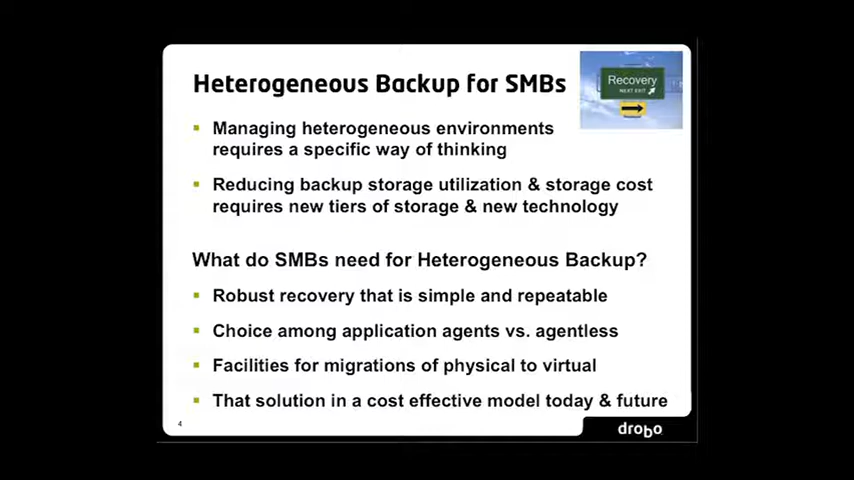 Heterogeneous Backup for SMBs
Recovery
NEXT EXIT
Managing heterogeneous environments
requires a specific way of thinking
Reducing backup storage utilization & storage cost
requires new tiers of storage & new technology
What do SMBs need for Heterogeneous Backup?
Robust recovery that is simple and repeatable
Choice among application agents vs. agentless
Facilities for migrations of physical to virtual
That solution in a cost effective model today & future
4
drobo